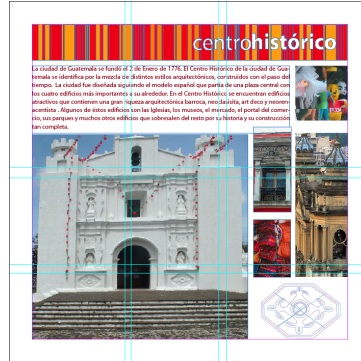 centrohistórico
La ciudad de Guatemala se fundó el 2 de Enero de 1776. El Centro Histórico de la ciudad de Gua-
temala se identifica por la mezcla de distintos estilos arquitectónicos, construidos con el paso del
tiempo. La ciudad fue diseñada siguiendo el modelo español que partía de una plaza central con
los cuatro edificios más importantes a su alrededor. En el Centro Histórico se encuentran edificios
atractivos que contienen una gran riqueza arquitectónica barroca, neoclásita, art deco y neoren-
acentista . Algunos de éstos edificios son las Iglesias, los museos, el mercado, el portal del comer-
cio, sus parques y muchos otros edificios que sobresalen del resto por su historia y su construcción
tan completa.